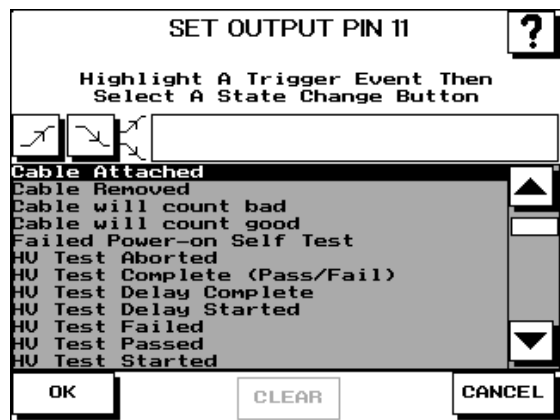 SET OUTPUT PIN 11
?
Highlight A Trigger Event Then
Select A State Change Button
Cable Attached
Cable Removed
Cable will count bad
Cable will count good
Failed Power-on Self Test
HV Test Aborted
HV Test Complete (Pass/Fail)
HV Test Delay Complete
HV Test Delay Started
HV Test Failed
HV Test Passed
HV Test Started
OK
CLEAR
CANCEL